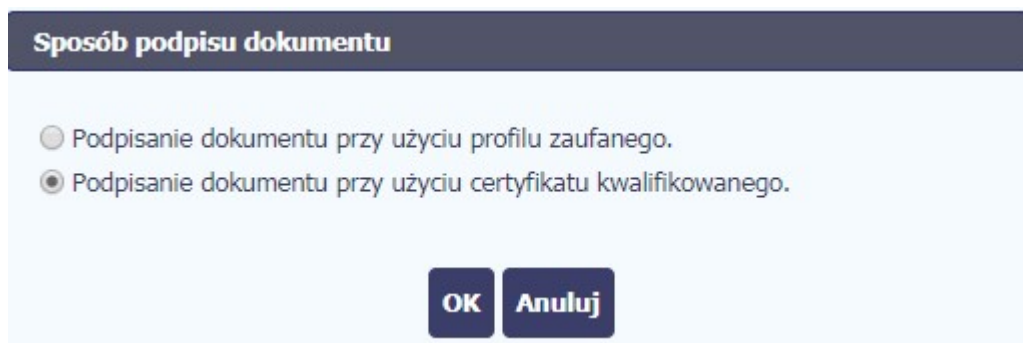 Sposób podpisu dokumentu
Podpisanie dokumentu przy użyciu profilu zaufanego.
Podpisanie dokumentu przy użyciu certyfikatu kwalifikowanego.
OK Anuluj